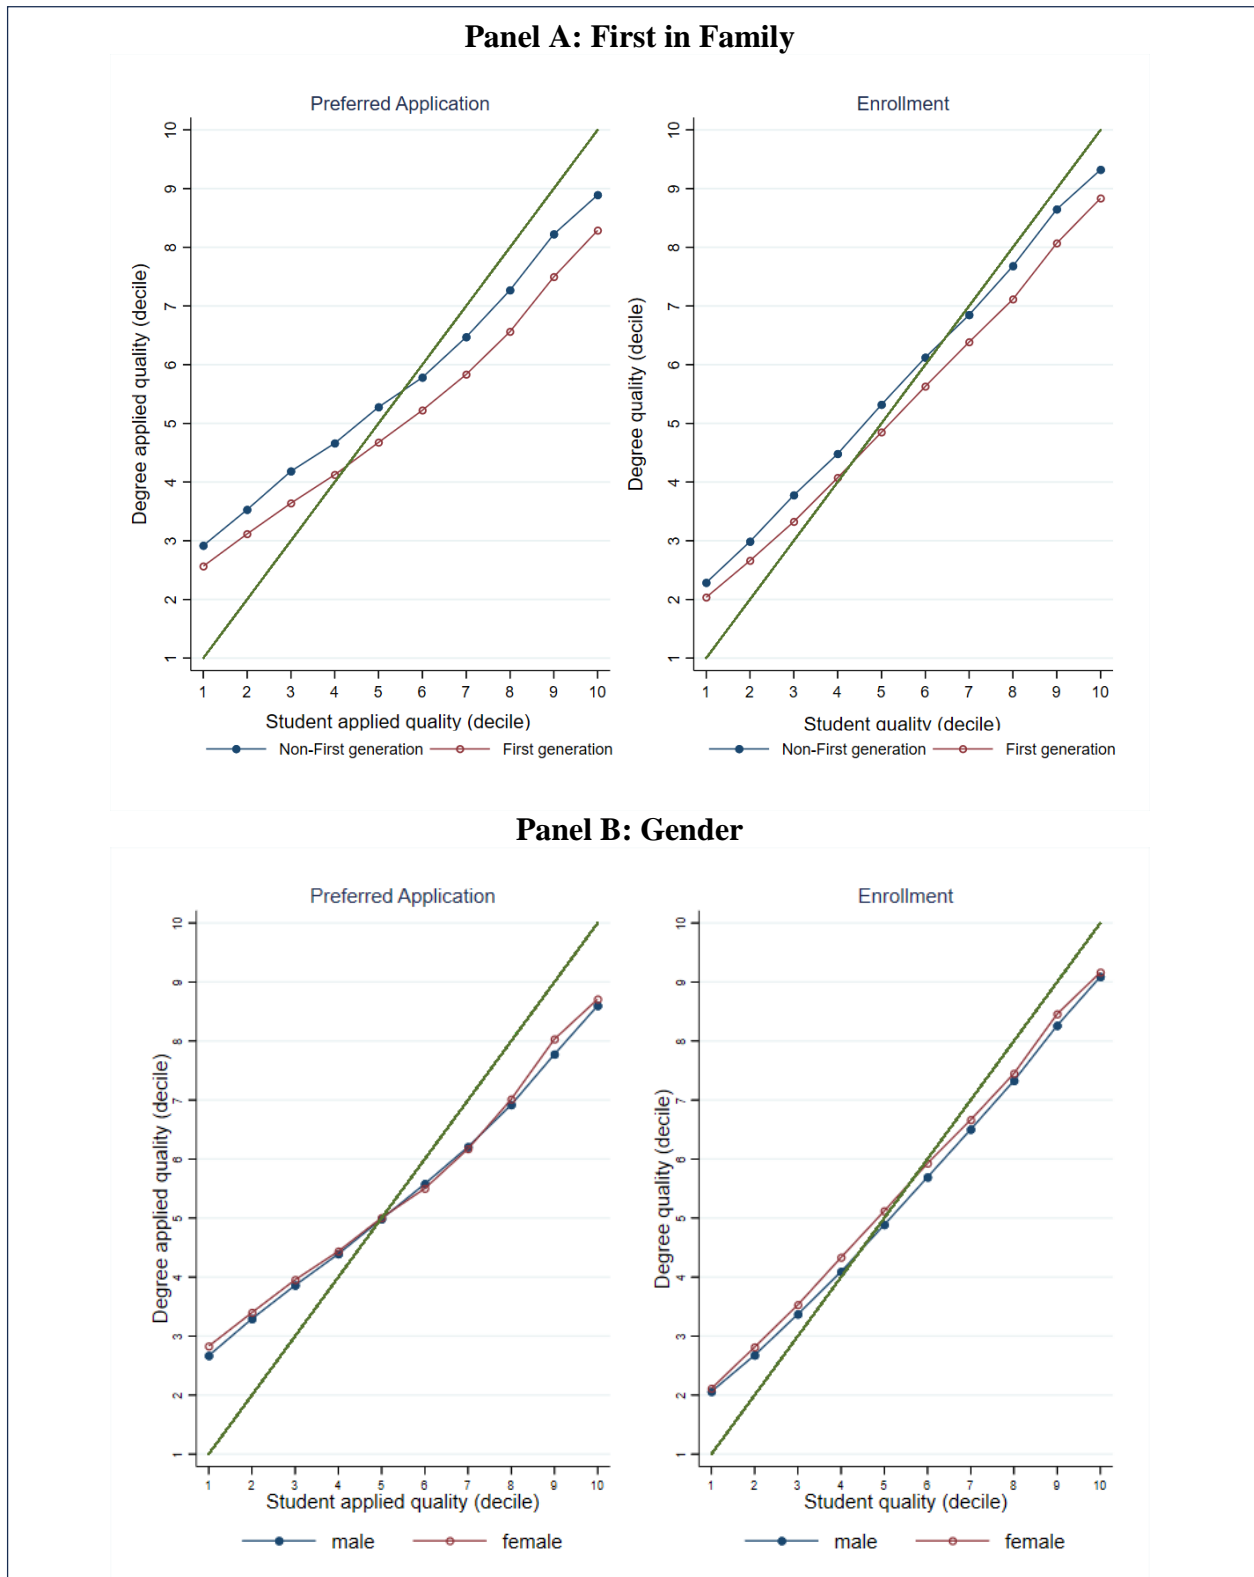 Panel A: First in Family
Preferred Application
Degree applied quality (decile)
10
9
8
7
6
5
4
3
2
1
1 2 3 4 5 6 7 8 9 10
Student applied quality (decile)
Non-First generation First generation
Enrollment
Degree quality (decile)
10
9
8
7
6
5
4
3
2
1
1 2 3 4 5 6 7 8 9 10
Student quality (decile)
Non-First generation First generation
Panel B: Gender
Preferred Application
Degree applied quality (decile)
10
9
8
7
6
5
4
3
2
1
1 2 3 4 5 6 7 8 9 10
Student applied quality (decile)
male female
Enrollment
Degree quality (decile)
10
9
8
7
6
5
4
3
2
1
1 2 3 4 5 6 7 8 9 10
Student quality (decile)
male female